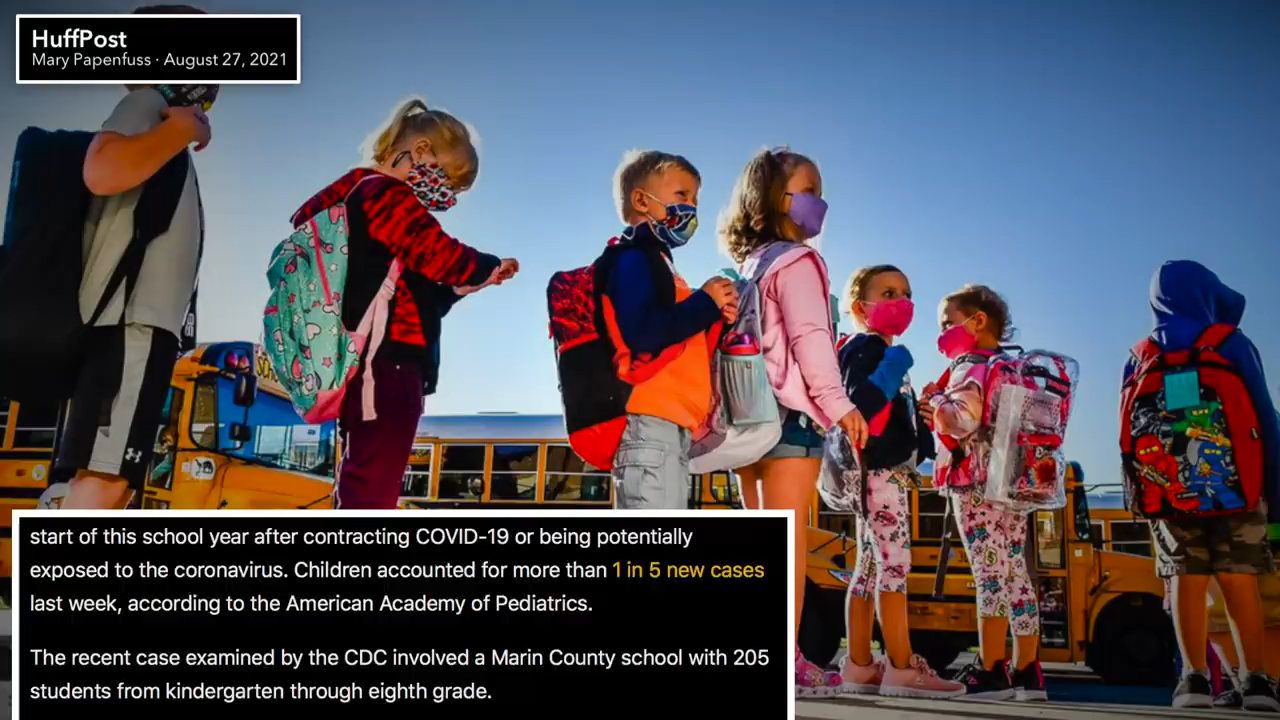 HuffPost
Mary Papenfuss · August 27, 2021
start of this school year after contracting COVID-19 or being potentially
exposed to the coronavirus. Children accounted for more than 1 in 5 new cases
last week, according to the American Academy of Pediatrics.
The recent case examined by the CDC involved a Marin County school with 205
students from kindergarten through eighth grade.